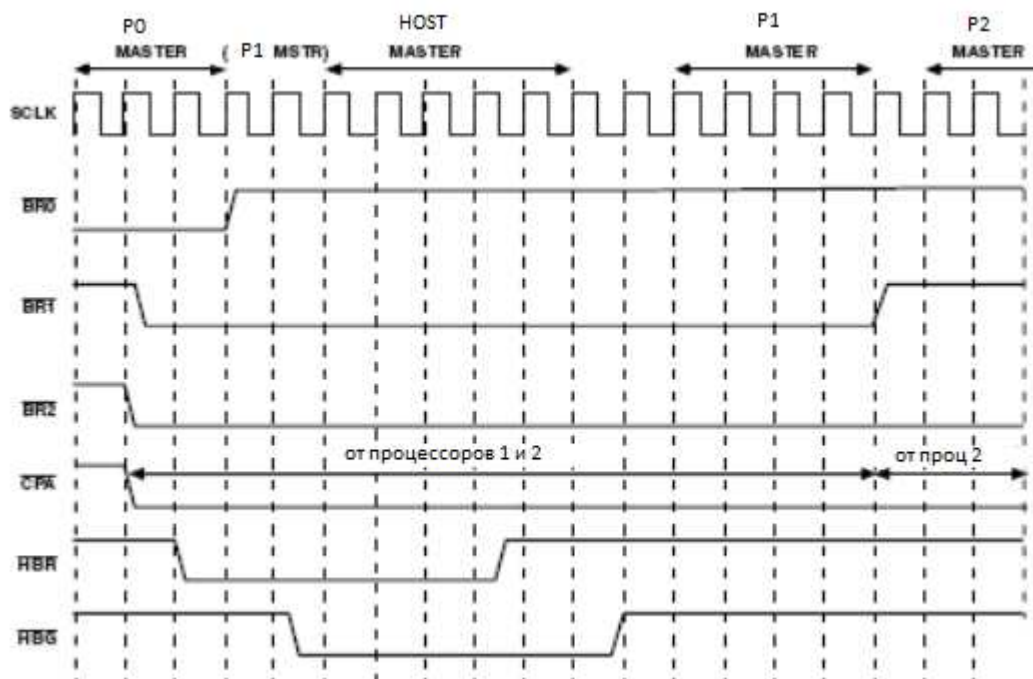 P0 HOST P1 P2
MASTER ( P1 MSTR) MASTER MASTER MASTER
SCLK
BR0
BR1
BR2
от процессоров 1 и 2 от проц 2
CPA
HBR
HBG